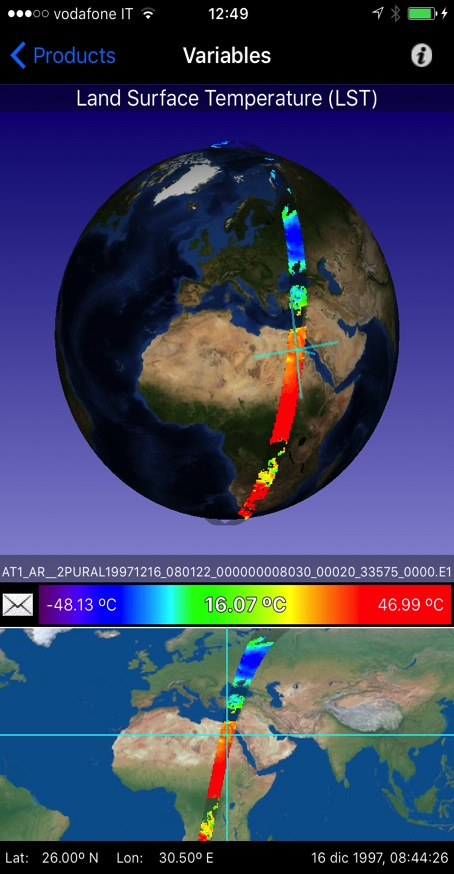 vodafone IT 12:49
Products Variables
Land Surface Temperature (LST)
AT1_AR__2PURAL19971216_080122_000000008030_00020_33575_0000.E1
-48.13 ºC 16.07 ºC 46.99 ºC
Lat: 26.00º N Lon: 30.50º E 16 dic 1997, 08:44:26